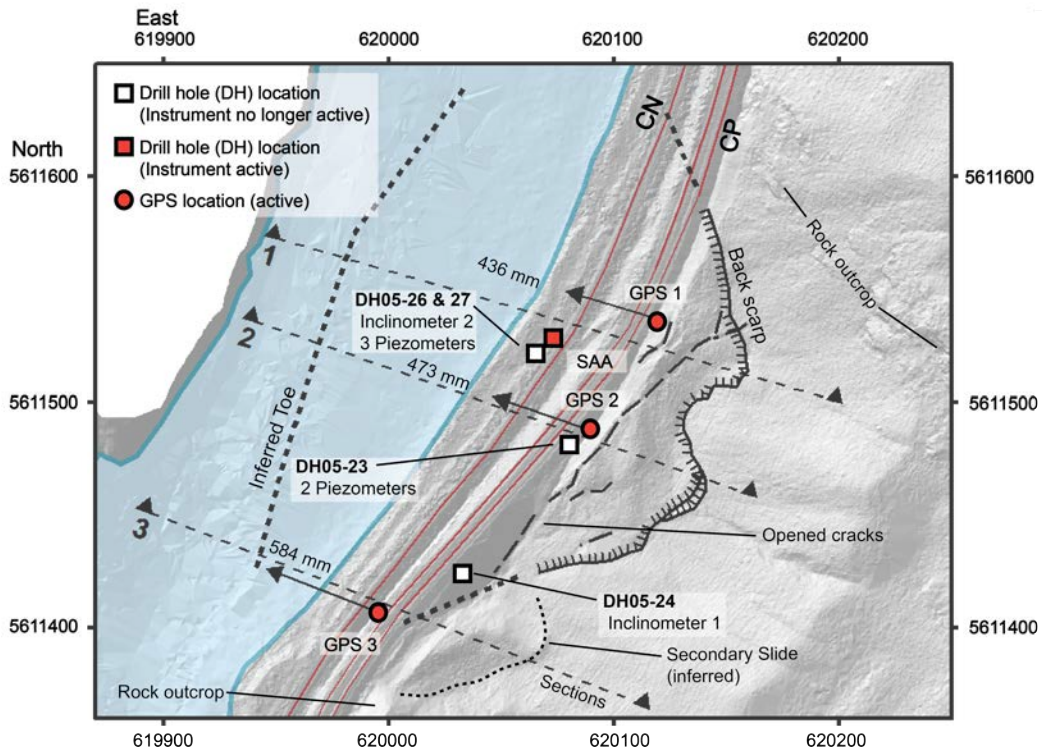 East
619900 620000 620100 620200
Drill hole (DH) location
(Instrument no longer active)
Drill hole (DH) location
(Instrument active)
GPS location (active)
North
5611600
5611600
CN
CP
Rock outcrop
Back scarp
Inferred Toe
1
436 mm
GPS 1
DH05-26 & 27
Inclinometer 2
3 Piezometers
SAA
2
473 mm
GPS 2
5611500
5611500
DH05-23
2 Piezometers
3
584 mm
Opened cracks
DH05-24
Inclinometer 1
5611400
5611400
GPS 3
Secondary Slide
(inferred)
Sections
Rock outcrop
619900 620000 620100 620200